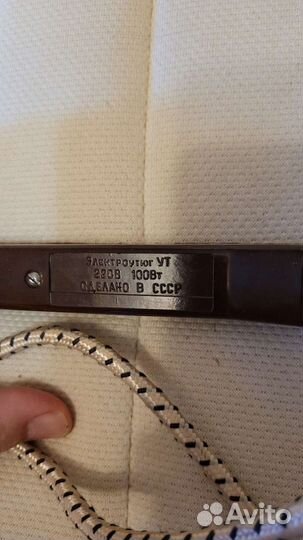 Электроутюг УТ
220В 100Вт
СДЕЛАНО В СССР
Avito